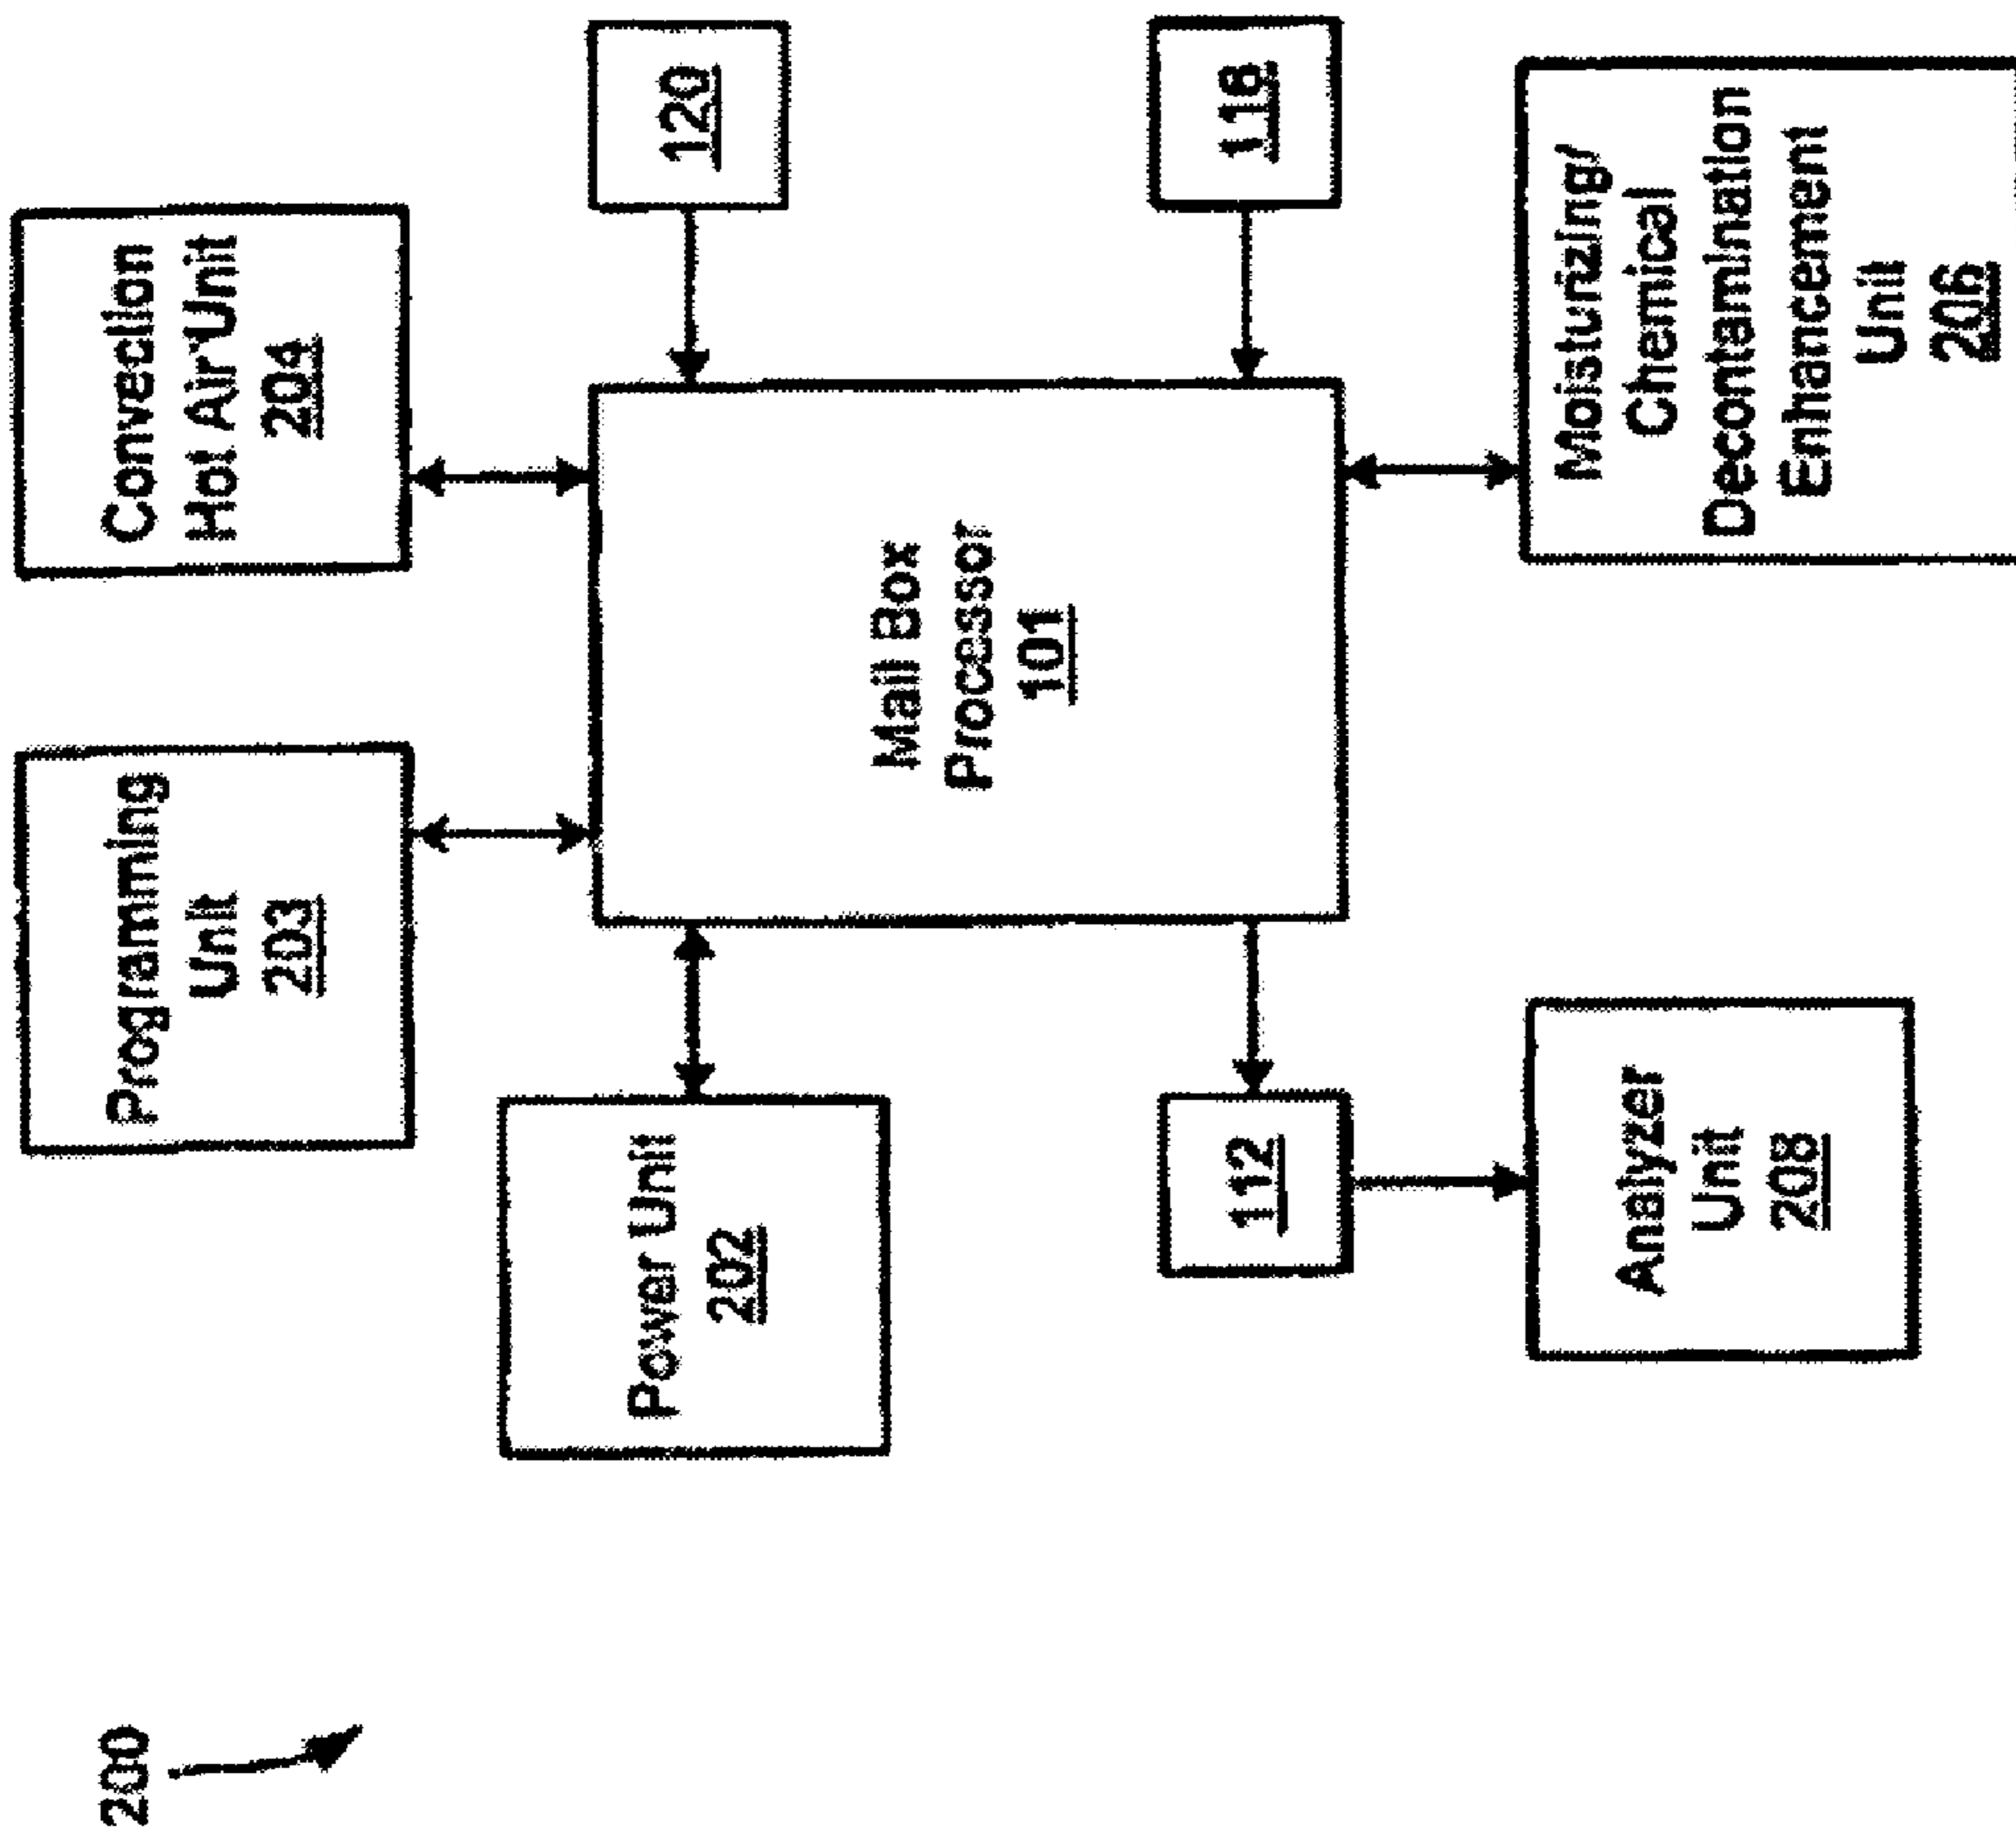 200
Programming
Unit
203
Convection
Hot Air Unit
204
Power Unit
202
Mail Box
Processor
101
120
112
118
Analyzer
Unit
208
Moisturizing/
Chemical
Decontamination
Enhancement
Unit
206